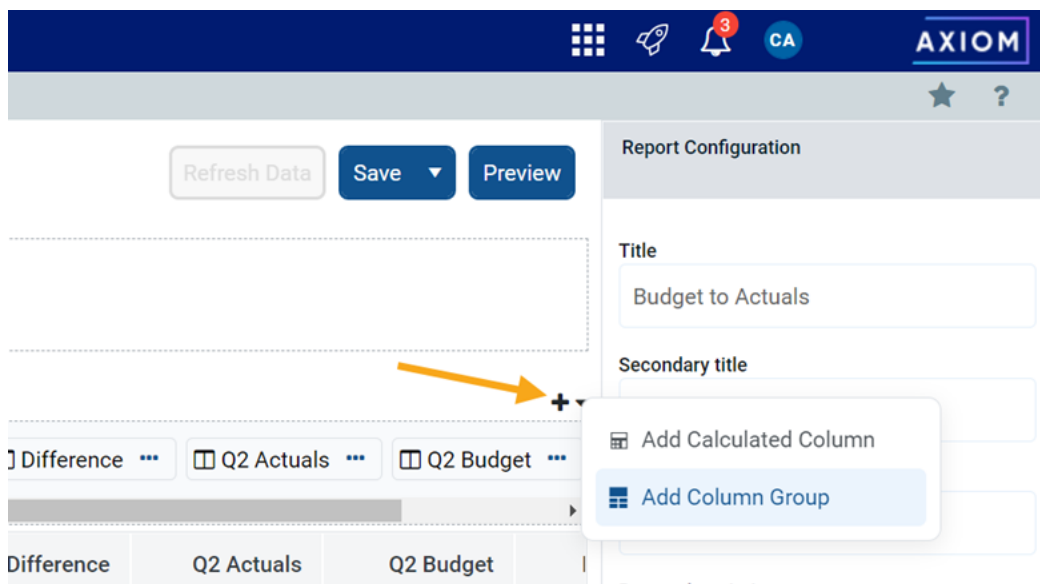 3
CA
AXIOM
?
Refresh Data
Save
Preview
Report Configuration
Title
Budget to Actuals
Secondary title
Add Calculated Column
Add Column Group
Difference
Q2 Actuals
Q2 Budget
Difference
Q2 Actuals
Q2 Budget